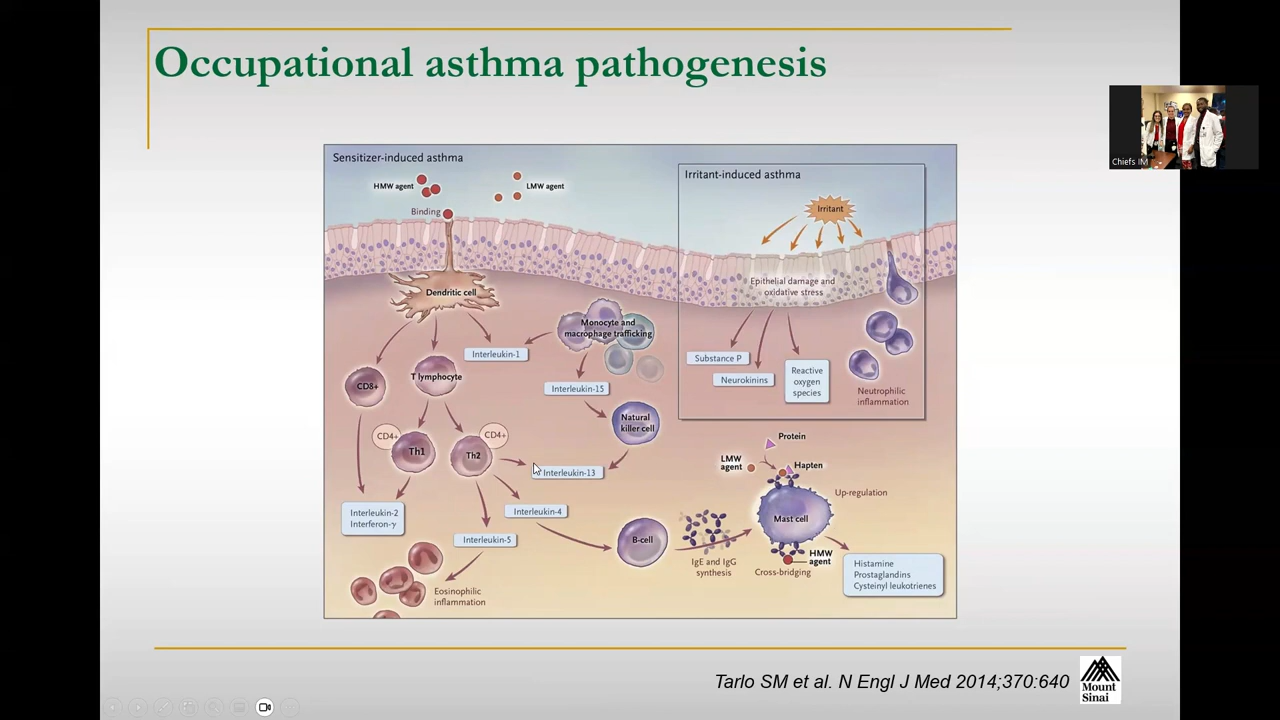 Occupational asthma pathogenesis
Chiefs IM
Sensitizer-induced asthma
HMW agent
LMW agent
Binding
Dendritic cell
Monocyte and
macrophage trafficking
Interleukin-1
CD8+
T lymphocyte
Interleukin-15
Natural
killer cell
CD4+
Th1
CD4+
Th2
Interleukin-13
Interleukin-2
Interferon-γ
Interleukin-4
Interleukin-5
Eosinophilic
inflammation
B-cell
IgE and IgG
synthesis
Irritant-induced asthma
Irritant
Epithelial damage and
oxidative stress
Substance P
Neurokinins
Reactive
oxygen
species
Neutrophilic
inflammation
Protein
LMW
agent
Hapten
Up-regulation
Mast cell
HMW
agent
Cross-bridging
Histamine
Prostaglandins
Cysteinyl leukotrienes
Tarlo SM et al. N Engl J Med 2014;370:640
Mount
Sinai